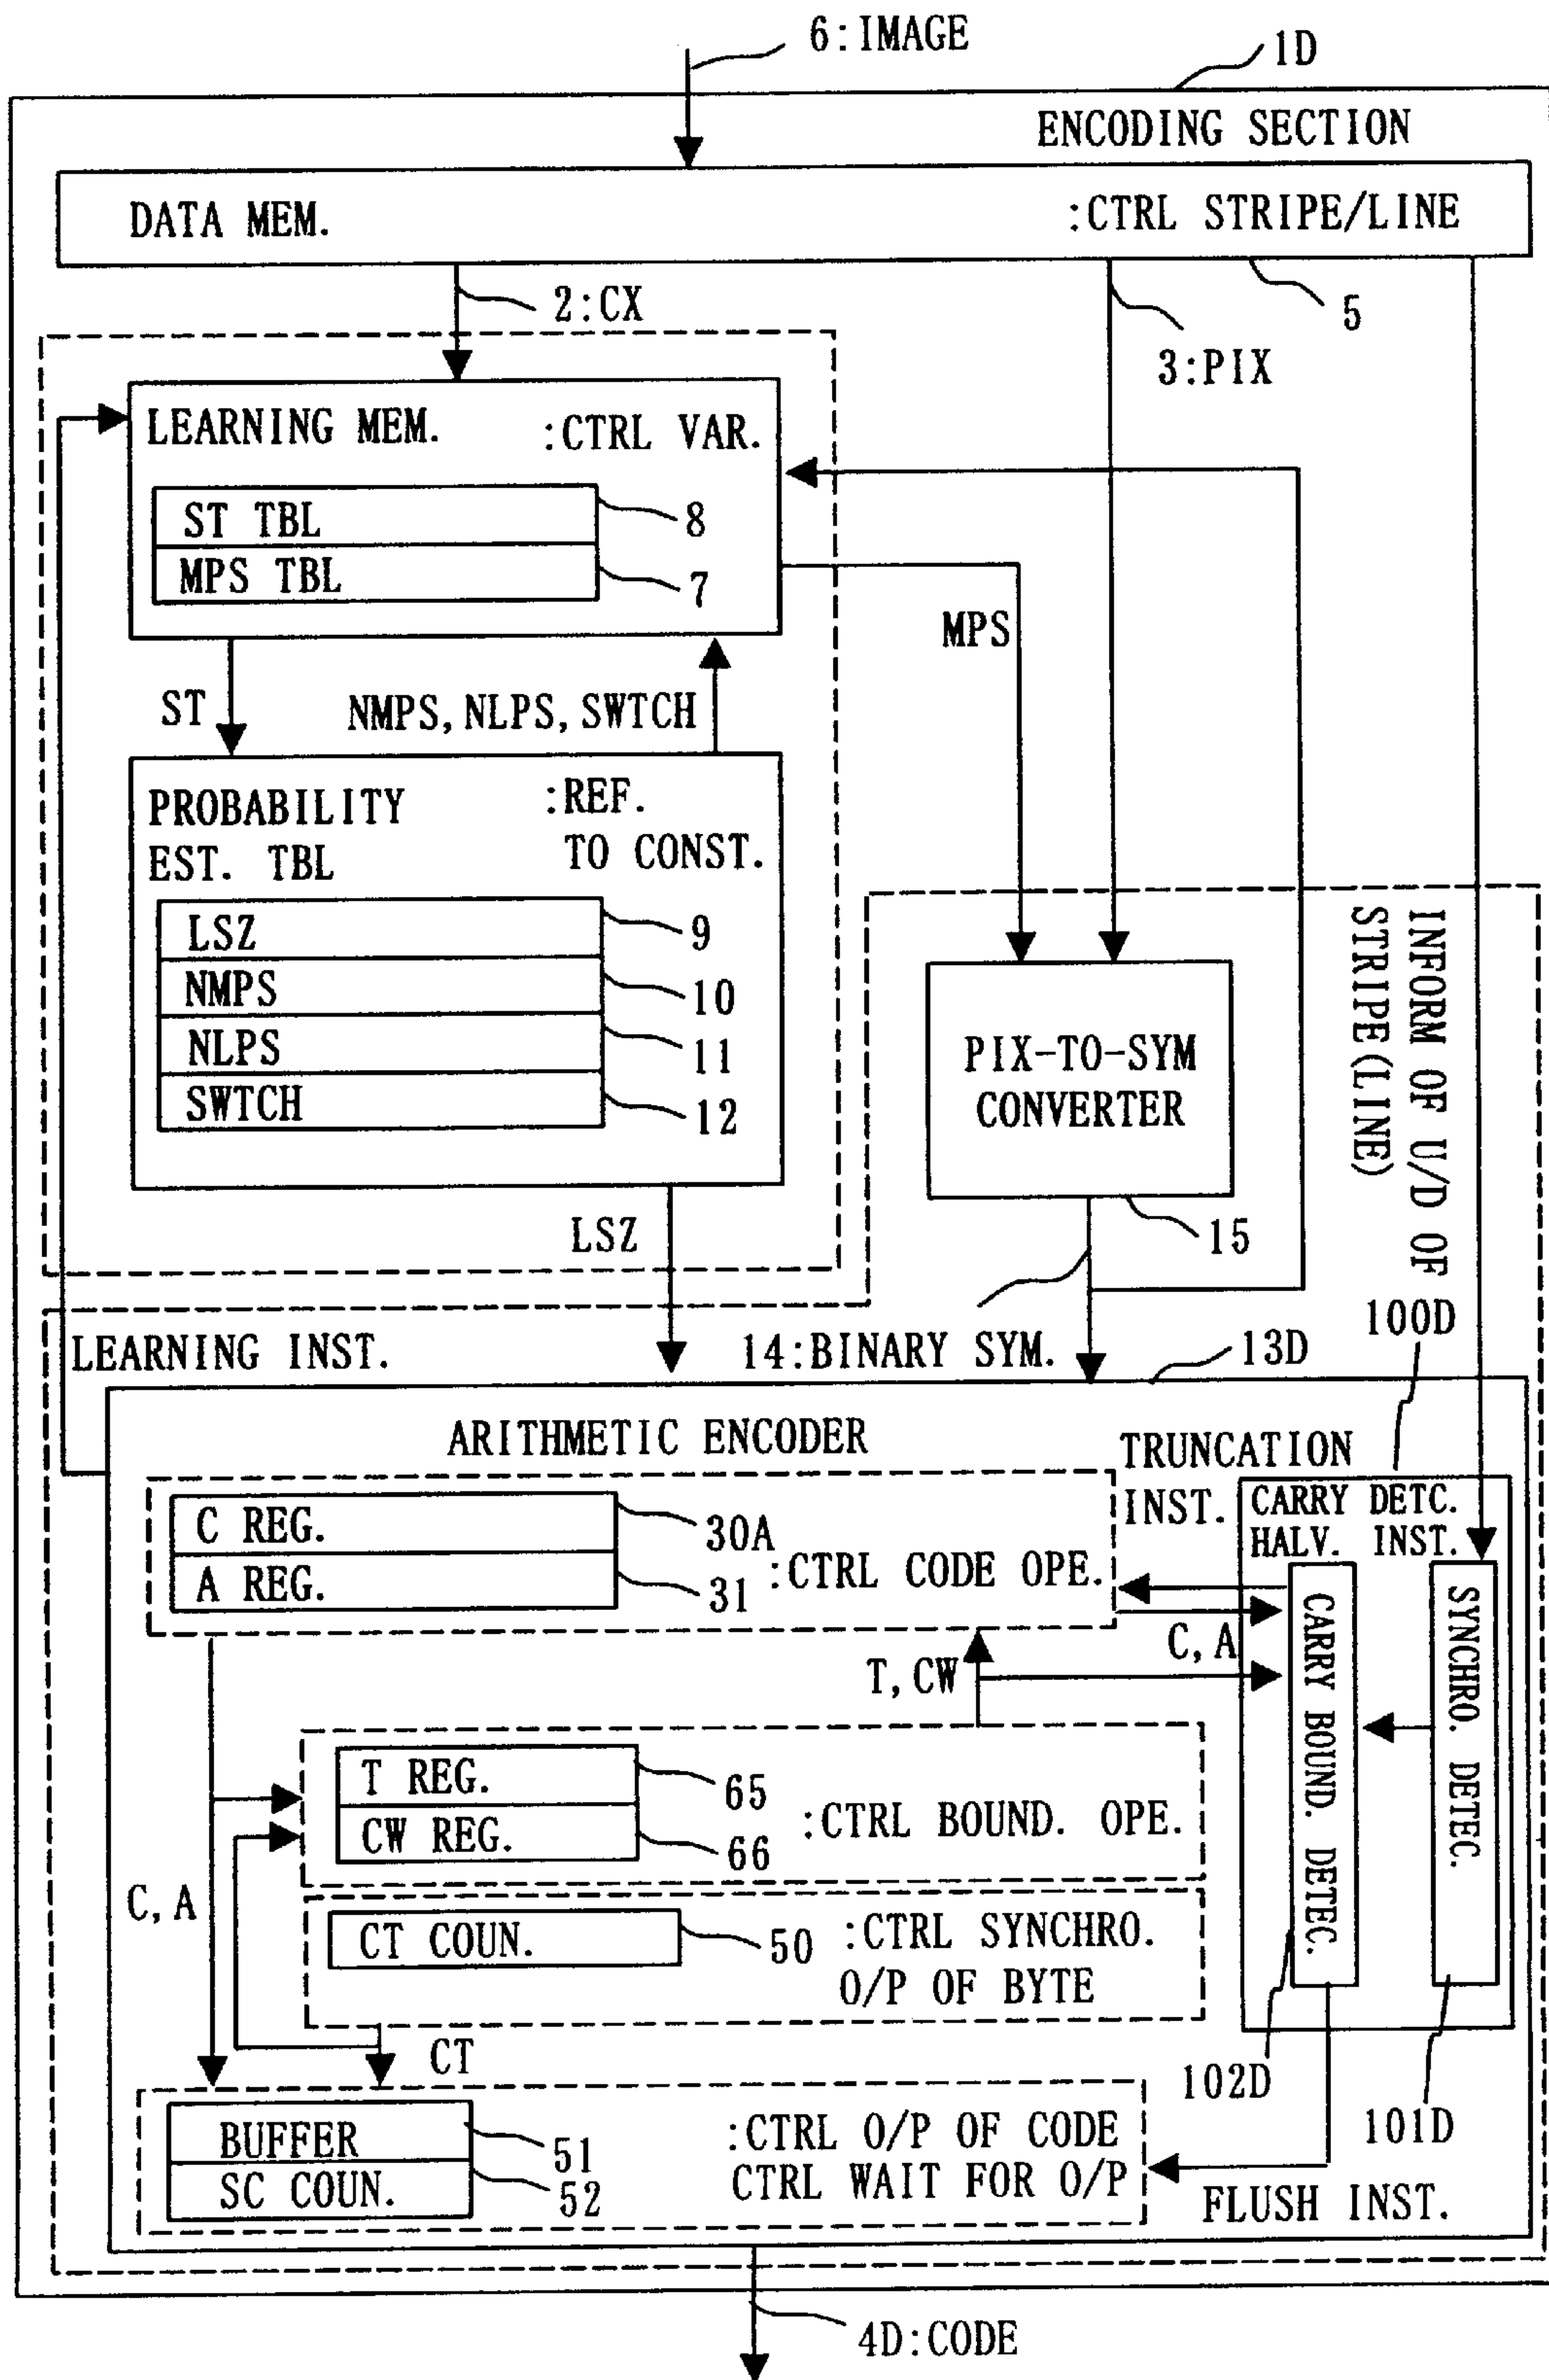 6:IMAGE
1D
ENCODING SECTION
DATA MEM.
:CTRL STRIPE/LINE
2:CX
5
3:PIX
LEARNING MEM.
:CTRL VAR.
ST TBL
8
MPS TBL
7
MPS
ST
NMPS, NLPS, SWTCH
PROBABILITY
EST. TBL
:REF.
TO CONST.
LSZ
9
NMPS
10
NLPS
11
SWTCH
12
PIX-TO-SYM
CONVERTER
15
INFORM OF U/D OF
STRIPE(LINE)
LSZ
LEARNING INST.
14:BINARY SYM.
13D
100D
ARITHMETIC ENCODER
TRUNCATION
INST.
CARRY DETC.
HALV. INST.
C REG.
30A
A REG.
31
:CTRL CODE OPE.
C, A
T, CW
CARRY BOUND. DETEC.
SYNCHRO. DETEC.
T REG.
65
CW REG.
66
:CTRL BOUND. OPE.
C, A
CT COUN.
50
:CTRL SYNCHRO.
O/P OF BYTE
CT
102D
101D
BUFFER
51
SC COUN.
52
:CTRL O/P OF CODE
CTRL WAIT FOR O/P
FLUSH INST.
4D:CODE